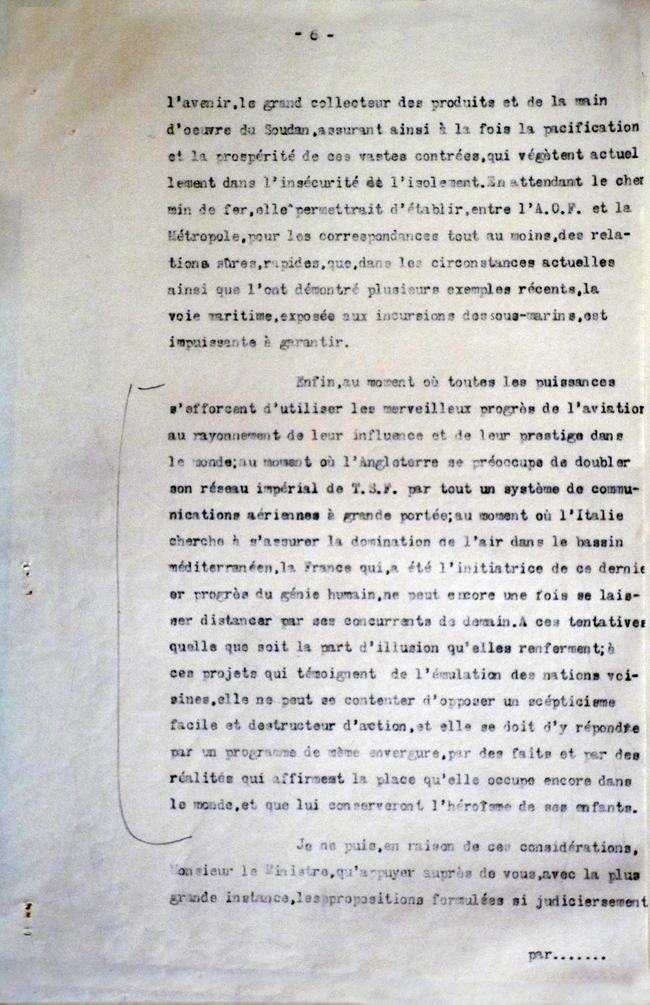 - 6 -
l'avenir,le grand collecteur des produits et de la main
d'oeuvre du Soudan,assurant ainsi à la fois la pacification
et la prospérité de ces vastes contrées,qui végètent actuel
lement dans l'insécurité et l'isolement.En attendant le che
min de fer,elle permettrait d'établir,entre l'A.O.F. et la
Métropole,pour les correspondances tout au moins,des rela-
tions sûres,rapides,que,dans les circonstances actuelles
ainsi que l'ont démontré plusieurs exemples récents,la
voie maritime,exposée aux incursions des sous-marins,est
impuissante à garantir.
Enfin,au moment où toutes les puissances
s'efforcent d'utiliser les merveilleux progrès de l'aviation
au rayonnement de leur influence et de leur prestige dans
le monde;au moment où l'Angleterre se préoccupe de doubler
son réseau impérial de T.S.F. par tout un système de commu-
nications aériennes à grande portée;au moment où l'Italie
cherche à s'assurer la domination de l'air dans le bassin
méditerranéen,la France qui,a été l'initiatrice de ce derni
er progrès du génie humain,ne peut encore une fois se lais-
ser distancer par ses concurrents de demain.A ces tentatives
quelle que soit la part d'illusion qu'elles renferment;à
ces projets qui témoignent de l'émulation des nations voi-
sines,elle ne peut se contenter d'opposer un scépticisme
facile et destructeur d'action,et elle se doit d'y répondre
par un programme de même envergure,par des faits et par des
réalités qui affirment la place qu'elle occupe encore dans
le monde,et que lui conserveront l'héroïsme de ses enfants.
Je ne puis,en raison de ces considérations,
Monsieur le Ministre,qu'appuyer auprès de vous,avec la plus
grande instance,les propositions formulées si judiciersement
par.......